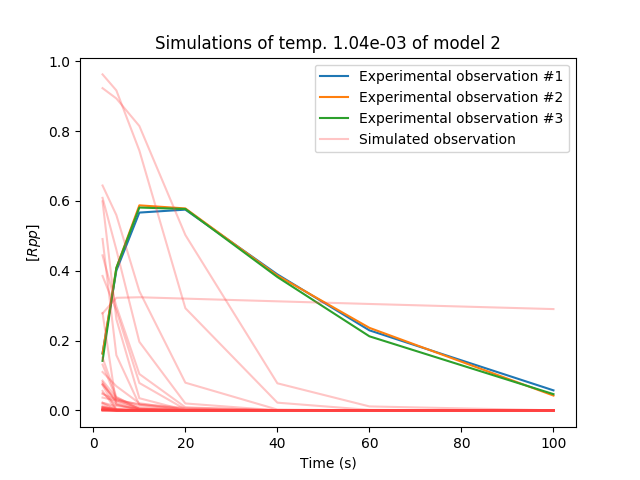 Simulations of temp. 1.04e-03 of model 2
Experimental observation #1
Experimental observation #2
Experimental observation #3
Simulated observation
[Rpp]
1.0
0.8
0.6
0.4
0.2
0.0
0 20 40 60 80 100
Time (s)